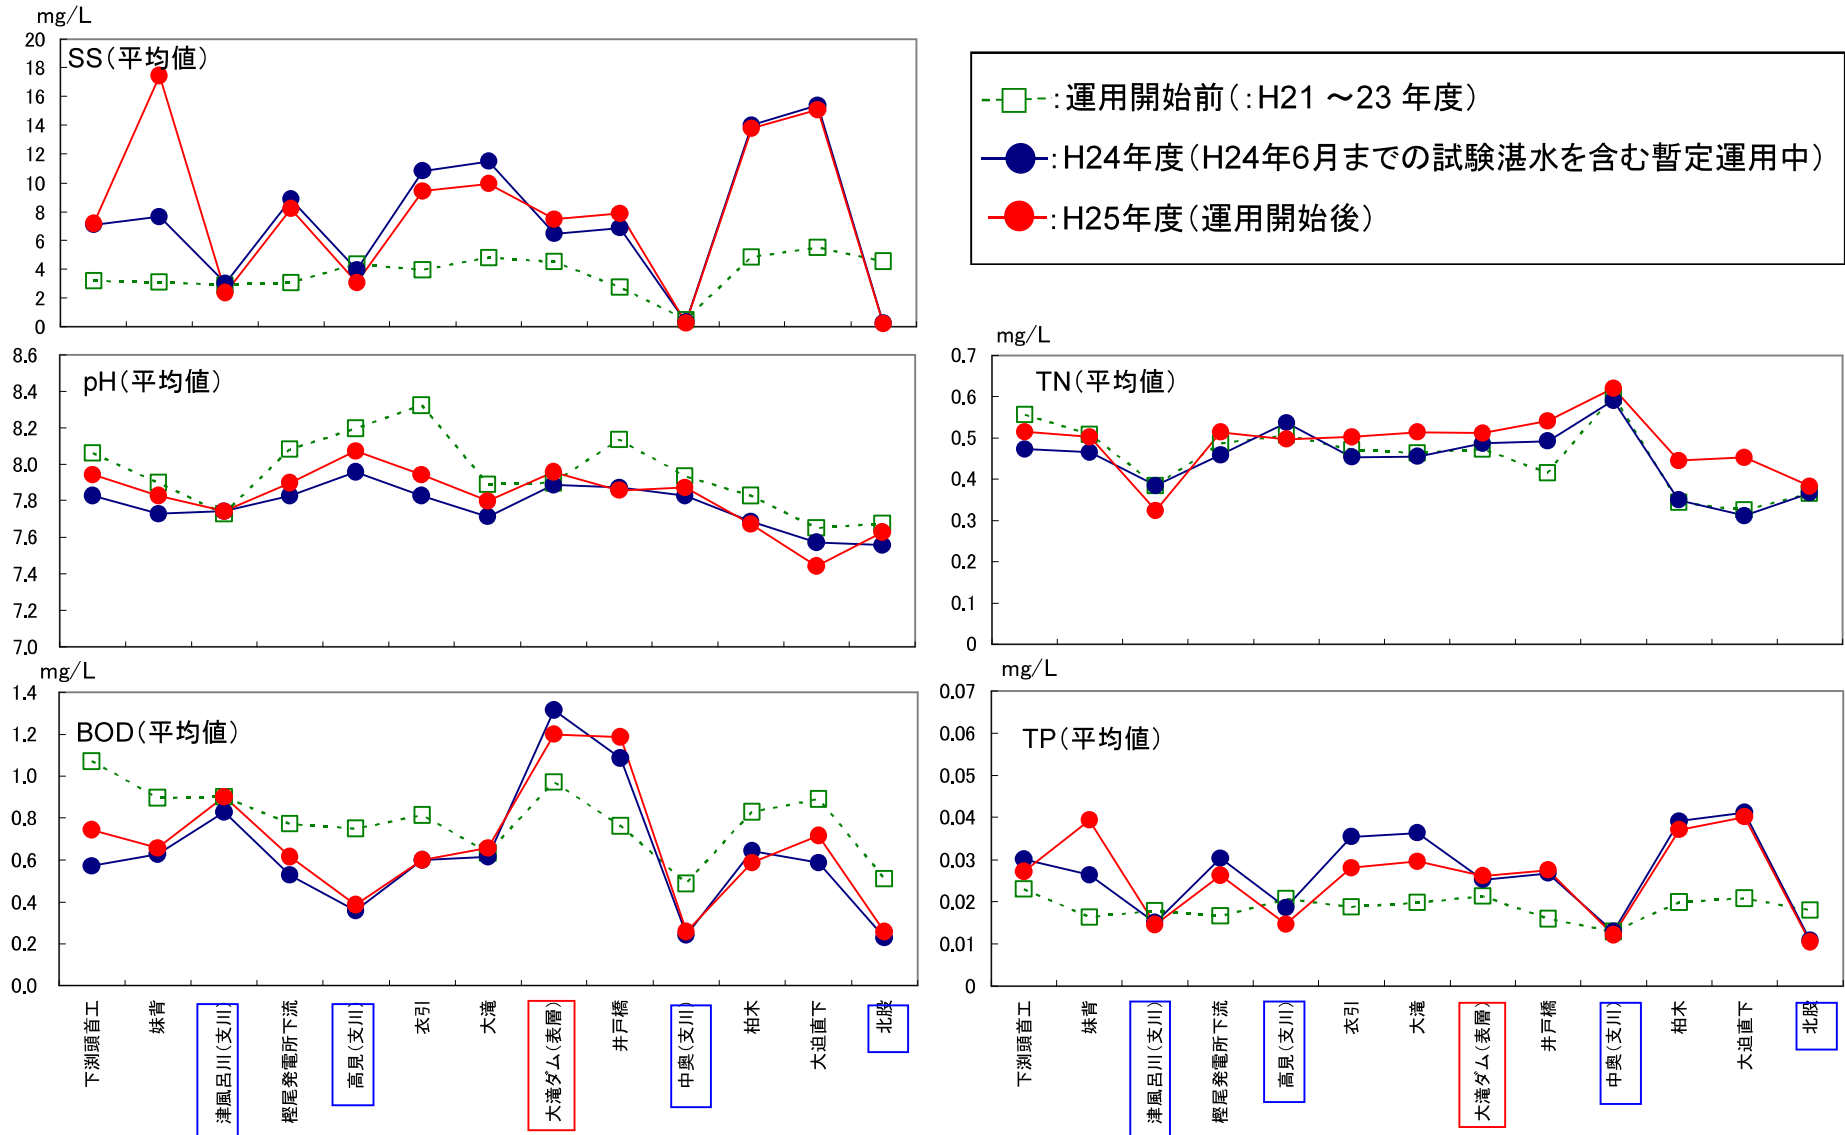 mg/L
SS(平均値)
20
18
16
14
12
10
8
6
4
2
0
:運用開始前(:H21 ~23 年度)
:H24年度(H24年6月までの試験湛水を含む暫定運用中)
:H25年度(運用開始後)
pH(平均値)
8.6
8.4
8.2
8.0
7.8
7.6
7.4
7.2
7.0
mg/L
TN(平均値)
0.7
0.6
0.5
0.4
0.3
0.2
0.1
0
mg/L
BOD(平均値)
1.4
1.2
1.0
0.8
0.6
0.4
0.2
0.0
下渕頭首工
妹背
津風呂川(支川)
樫尾発電所下流
高見(支川)
衣引
大滝
大滝ダム(表層)
井戸橋
中奥(支川)
柏木
大迫直下
北股
mg/L
TP(平均値)
0.07
0.06
0.05
0.04
0.03
0.02
0.01
0
下渕頭首工
妹背
津風呂川(支川)
樫尾発電所下流
高見(支川)
衣引
大滝
大滝ダム(表層)
井戸橋
中奥(支川)
柏木
大迫直下
北股